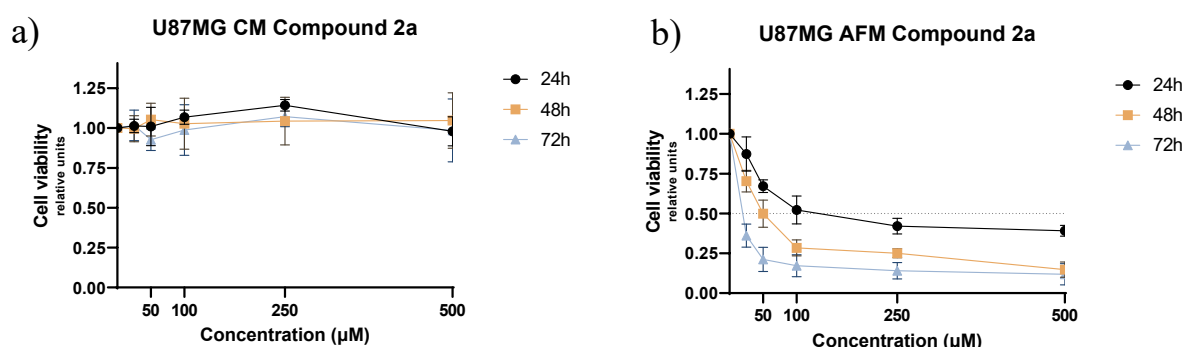 a)
U87MG CM Compound 2a
1.25
1.00
0.75
0.50
0.25
0.00
Cell viability
relative units
50
100
250
500
Concentration (µM)
24h
48h
72h
b)
U87MG AFM Compound 2a
1.25
1.00
0.75
0.50
0.25
0.00
Cell viability
relative units
50
100
250
500
Concentration (µM)
24h
48h
72h